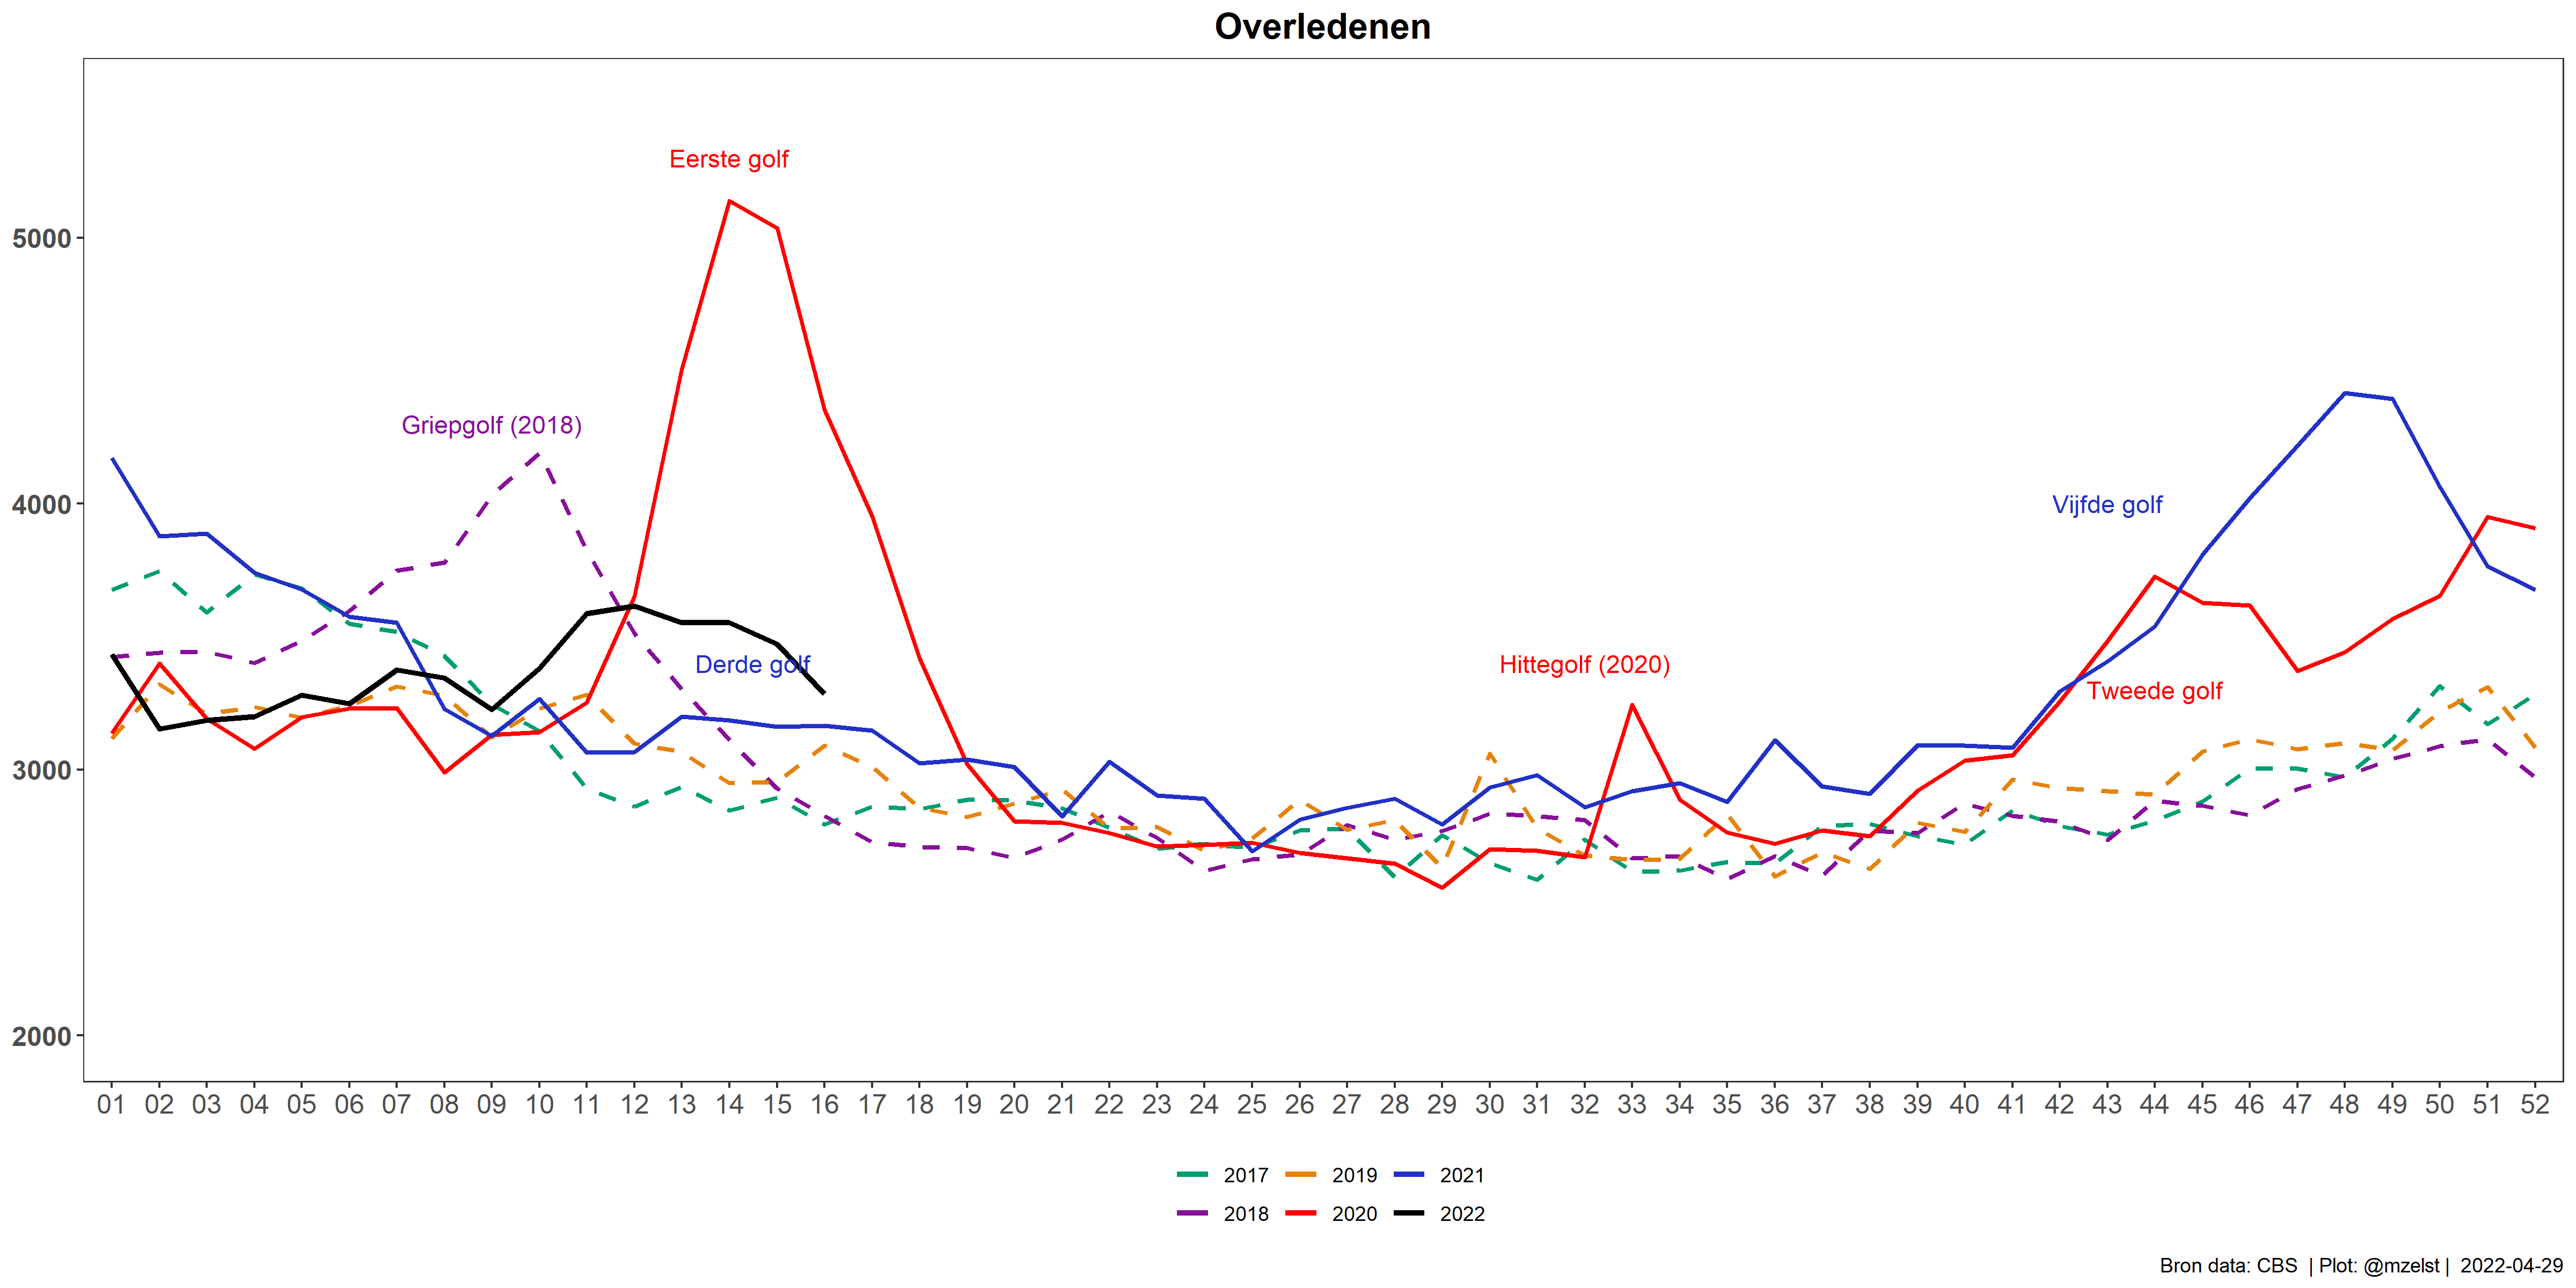 Overledenen
Eerste golf
5000
Griepgolf (2018)
4000
Vijfde golf
Derde golf
Hittegolf (2020)
Tweede golf
3000
2000
01 02 03 04 05 06 07 08 09 10 11 12 13 14 15 16 17 18 19 20 21 22 23 24 25 26 27 28 29 30 31 32 33 34 35 36 37 38 39 40 41 42 43 44 45 46 47 48 49 50 51 52
2017 2019 2021
2018 2020 2022
Bron data: CBS | Plot: @mzelst | 2022-04-29